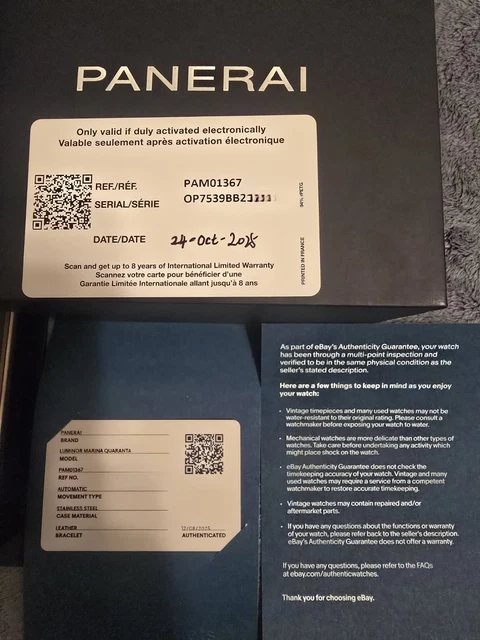 PANERAI
Only valid if duly activated electronically
Valable seulement après activation électronique
REF./RÉF. PAM01367
SERIAL/SÉRIE OP7539BB2
DATE/DATE 24-Oct-2025
Scan and get up to 8 years of International Limited Warranty
Scannez votre carte pour bénéficier d'une
Garantie Limitée Internationale allant jusqu'à 8 ans
PRINTED IN FRANCE
94% rPETG
PANERAI
BRAND
LUMINOR MARINA QUARANTA
MODEL
PAM01367
REF NO.
AUTOMATIC
MOVEMENT TYPE
STAINLESS STEEL
CASE MATERIAL
LEATHER 12/08/2025
BRACELET AUTHENTICATED
As part of eBay's Authenticity Guarantee, your watch
has been through a multi-point inspection and
verified to be in the same physical condition as the
seller's stated description.
Here are a few things to keep in mind as you enjoy
your watch:
• Vintage timepieces and many used watches may not be
water-resistant to their original rating. Please consult a
watchmaker before exposing your watch to water.
• Mechanical watches are more delicate than other types of
watches. Take care before undertaking any activity which
might place shock on the watch.
• eBay Authenticity Guarantee does not check the
timekeeping accuracy of your watch. Vintage and many
used watches may require a service from a competent
watchmaker to restore accurate timekeeping.
• Vintage watches may contain repaired and/or
aftermarket parts.
• If you have any questions about the functions or warranty
of your watch, please refer back to the seller's description.
eBay's Authenticity Guarantee does not offer a warranty.
If you have any questions, please refer to the FAQs
at ebay.com/authenticwatches.
Thank you for choosing eBay.